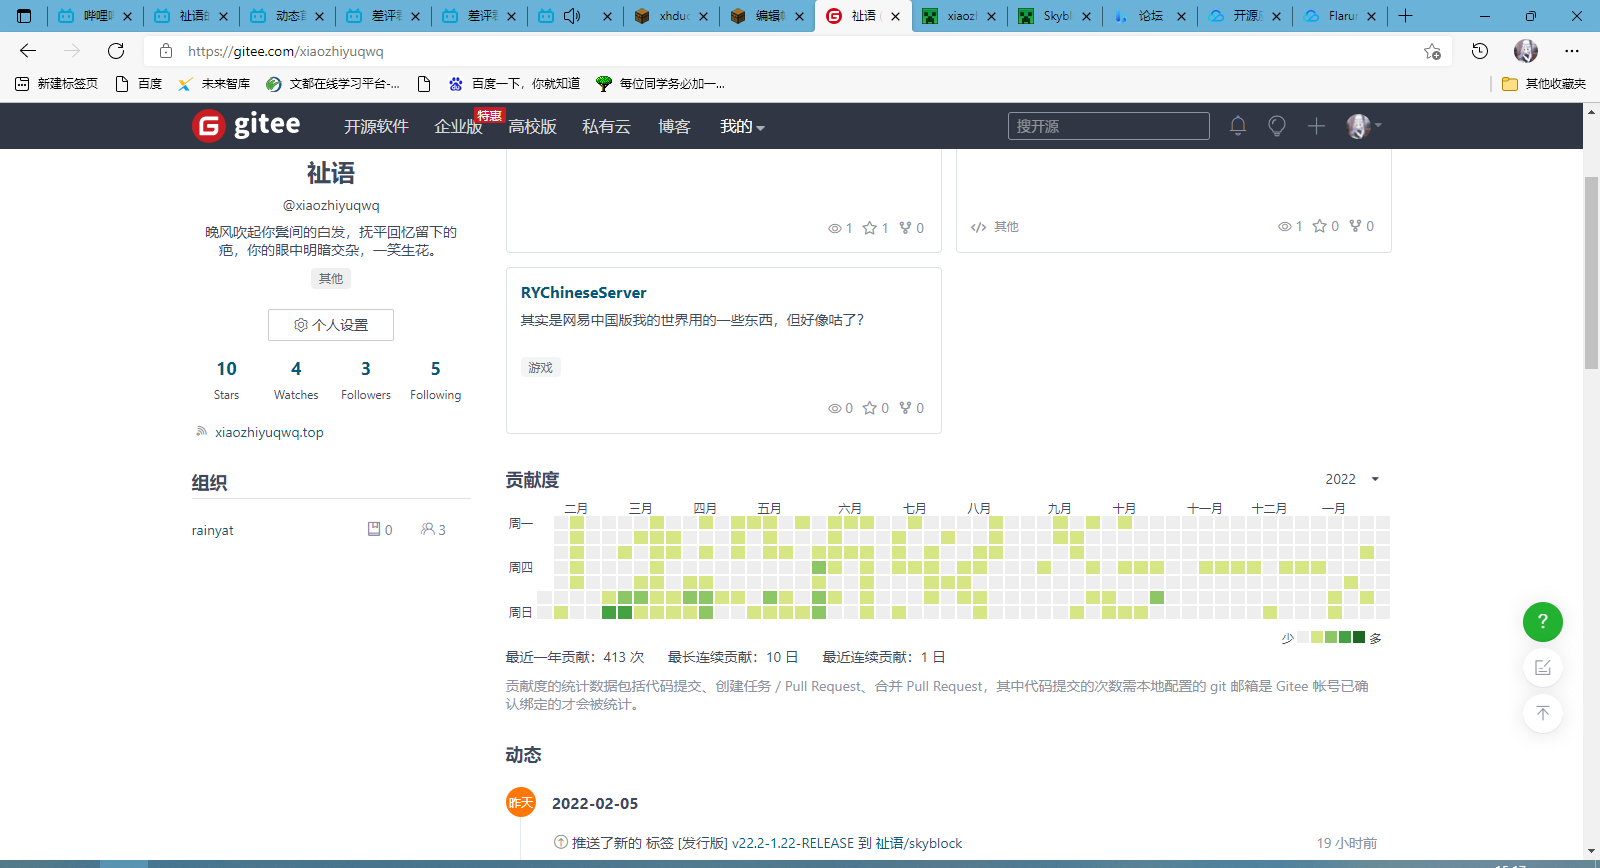 哔哩
祉语的
动态首
差评君
差评君
xhduo
编辑帖
祉语 (
xiaozl
Skybl
论坛
开源应
Flarur
https://gitee.com/xiaozhiyuqwq
新建标签页
百度
未来智库
文都在线学习平台-...
百度一下，你就知道
每位同学务必加一...
其他收藏夹
gitee
开源软件
企业版
特惠
高校版
私有云
博客
我的
搜开源
祉语
@xiaozhiyuqwq
晚风吹起你鬓间的白发，抚平回忆留下的
疤，你的眼中明暗交杂，一笑生花。
其他
个人设置
10
4
3
5
Stars
Watches
Followers
Following
xiaozhiyuqwq.top
组织
rainyat
0
3
1
1
0
其他
1
0
0
RYChineseServer
其实是网易中国版我的世界用的一些东西，但好像咕了？
游戏
0
0
0
贡献度
2022
二月
三月
四月
五月
六月
七月
八月
九月
十月
十一月
十二月
一月
周一
周四
周日
少
多
最近一年贡献：413 次
最长连续贡献：10 日
最近连续贡献：1 日
贡献度的统计数据包括代码提交、创建任务 / Pull Request、合并 Pull Request，其中代码提交的次数需本地配置的 git 邮箱是 Gitee 帐号已确
认绑定的才会被统计。
动态
昨天
2022-02-05
推送了新的 标签 [发行版] v22.2-1.22-RELEASE 到 祉语/skyblock
19 小时前
?